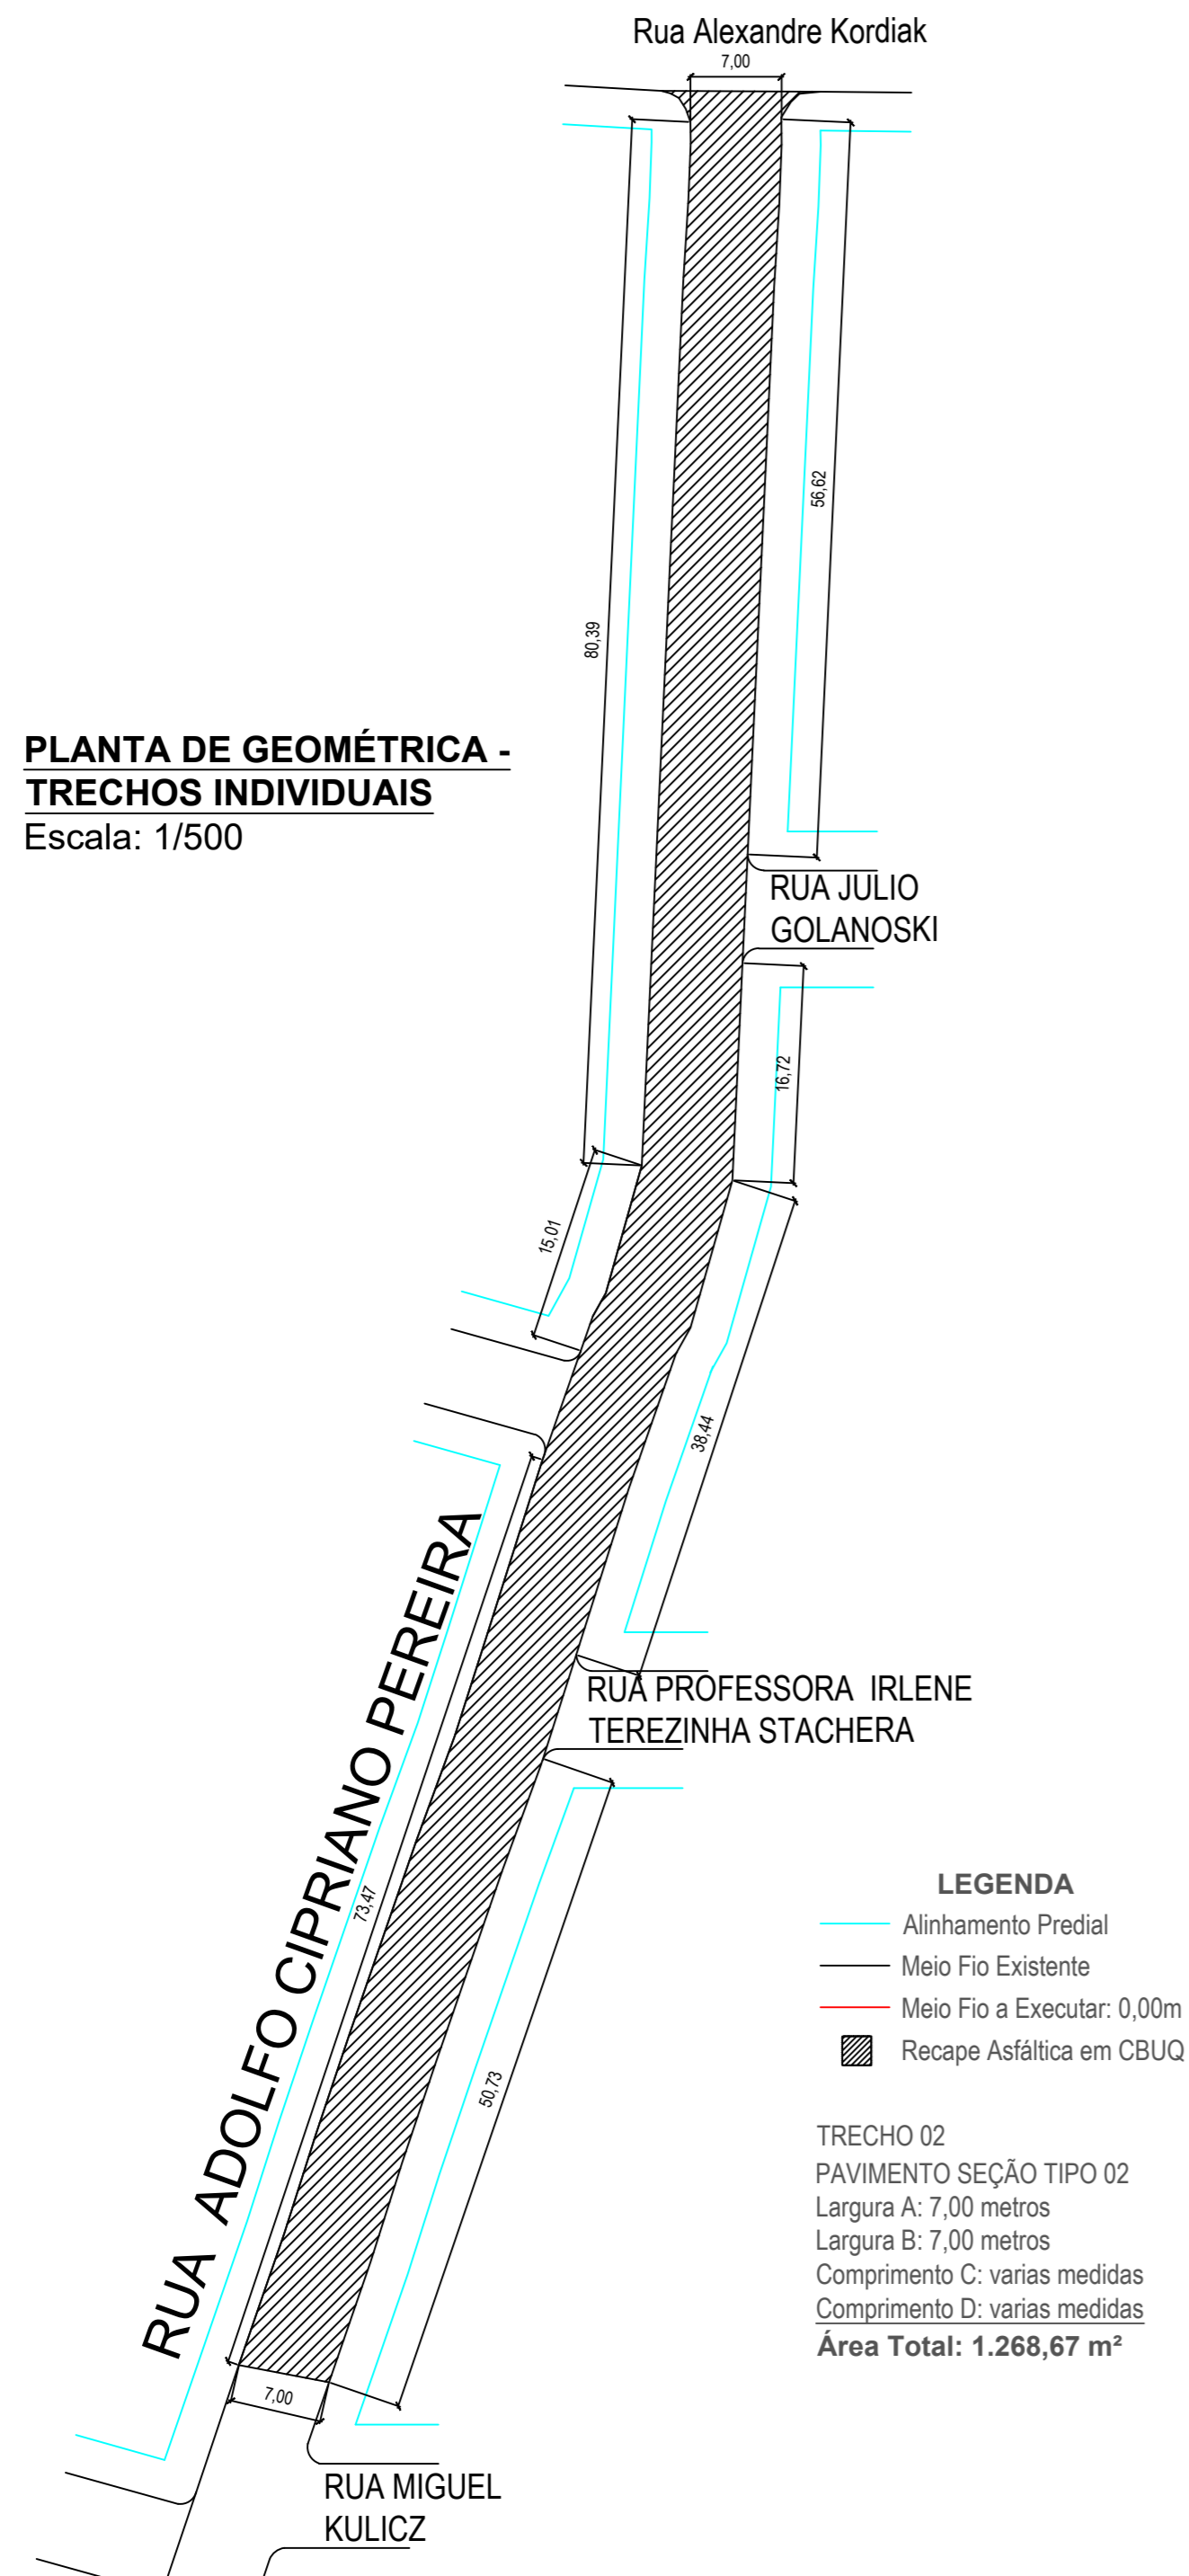 Rua Alexandre Kordiak
7,00
56,62
80,39
PLANTA DE GEOMÉTRICA -
TRECHOS INDIVIDUAIS
Escala: 1/500
RUA JULIO
GOLANOSKI
16,72
15,01
38,44
RUA ADOLFO CIPRIANO PEREIRA
RUA PROFESSORA IRLENE
TEREZINHA STACHERA
73,47
50,73
LEGENDA
Alinhamento Predial
Meio Fio Existente
Meio Fio a Executar: 0,00m
Recape Asfáltica em CBUQ
TRECHO 02
PAVIMENTO SEÇÃO TIPO 02
Largura A: 7,00 metros
Largura B: 7,00 metros
Comprimento C: varias medidas
Comprimento D: varias medidas
Área Total: 1.268,67 m²
7,00
RUA MIGUEL
KULICZ